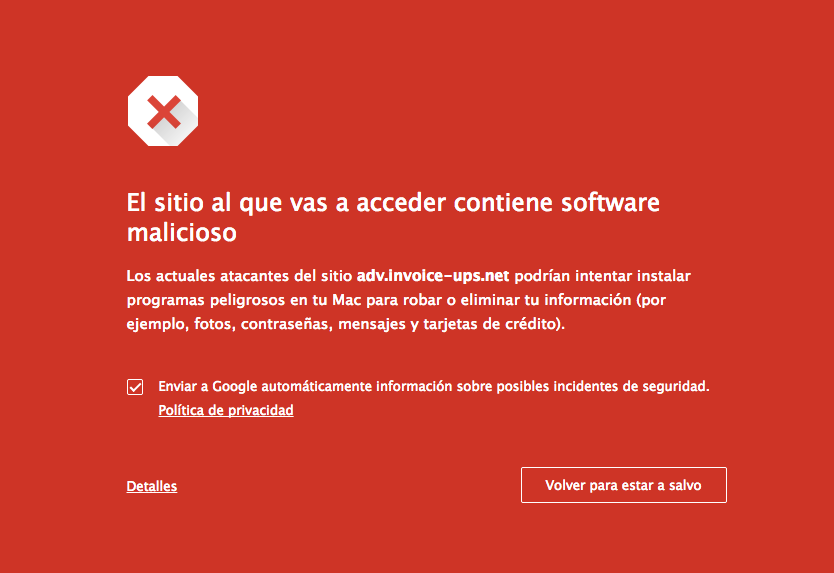 El sitio al que vas a acceder contiene software
malicioso
Los actuales atacantes del sitio adv.invoice-ups.net podrían intentar instalar
programas peligrosos en tu Mac para robar o eliminar tu información (por
ejemplo, fotos, contraseñas, mensajes y tarjetas de crédito).
Enviar a Google automáticamente información sobre posibles incidentes de seguridad.
Política de privacidad
Detalles
Volver para estar a salvo